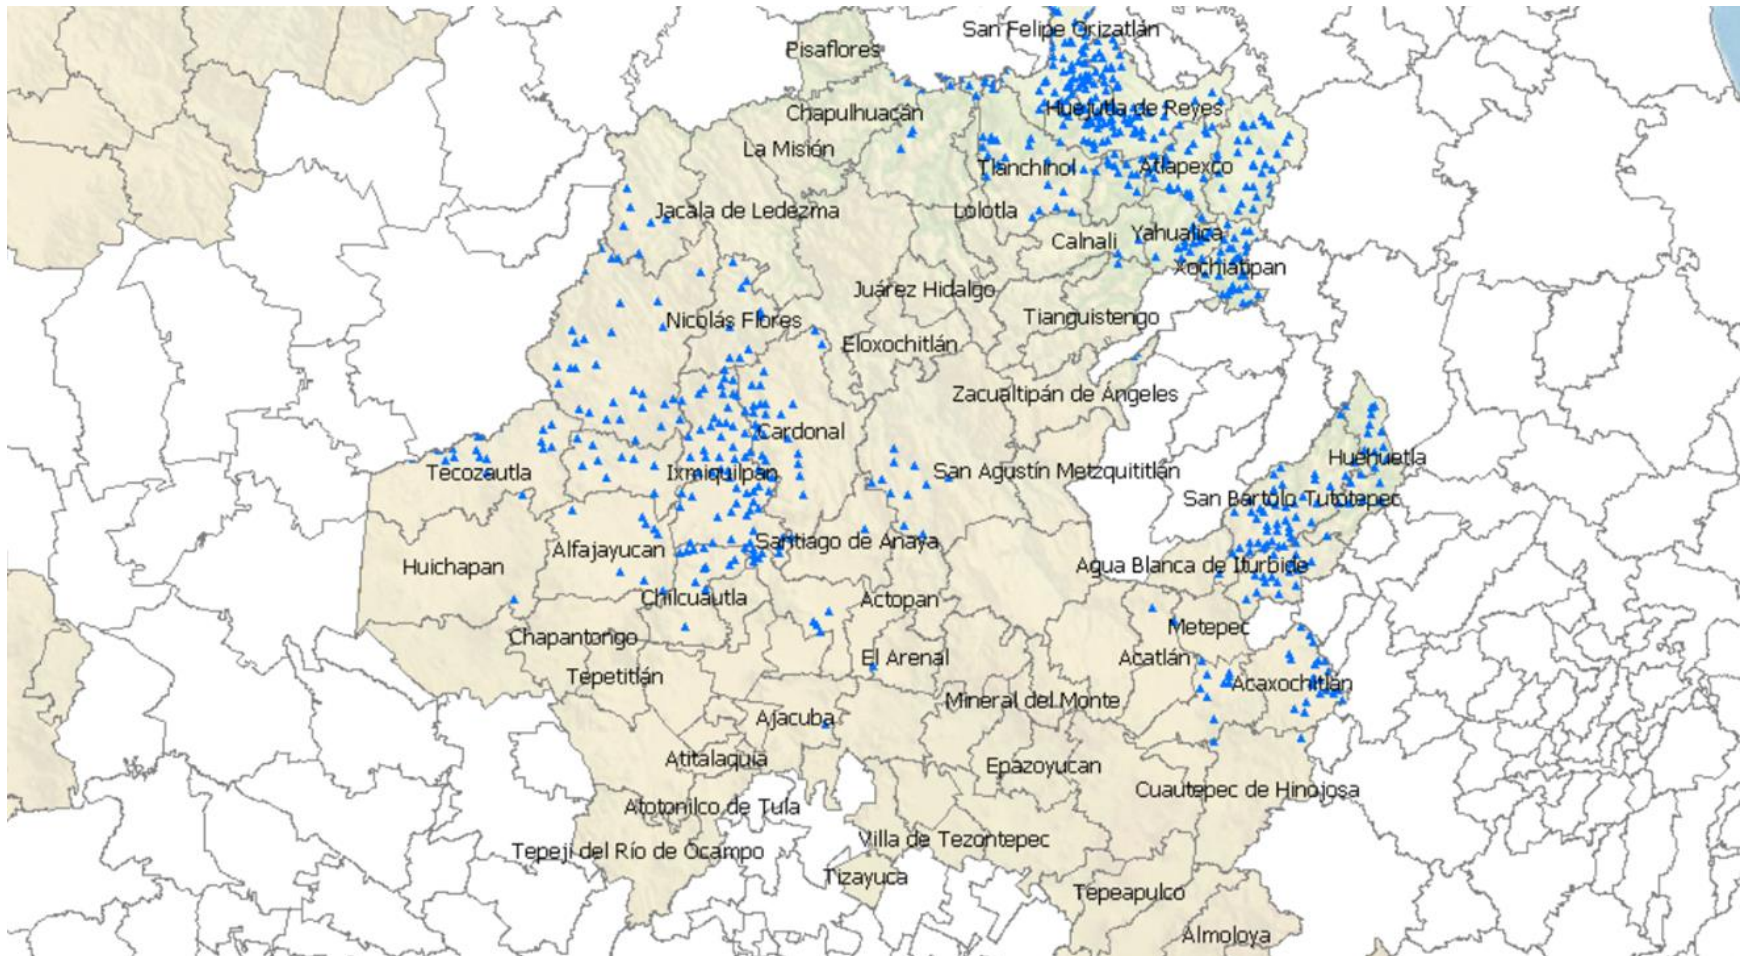 San Felipe Orizatlán
Pisaflores
Huejutla de Reyes
Chapulhuacán
La Misión
Tlanchinol
Atlapexco
Jacala de Ledezma
Lolotla
Yahualica
Calnali
Xochiatipan
Juárez Hidalgo
Tianguistengo
Nicolás Flores
Eloxochitlán
Zacualtipán de Ángeles
Cardonal
Huehuetla
Tecozautla
Ixmiquilpan
San Agustín Metzquititlán
San Bartolo Tutotepec
Santiago de Anaya
Alfajayucan
Huichapan
Agua Blanca de Iturbide
Chilcuautla
Actopan
Metepec
Chapantongo
El Arenal
Acatlán
Tepetitlán
Acaxochitlán
Mineral del Monte
Ajacuba
Atitalaquia
Epazoyucan
Cuautepec de Hinojosa
Atotonilco de Tula
Villa de Tezontepec
Tepeji del Río de Ocampo
Tizayuca
Tepeapulco
Almoloya